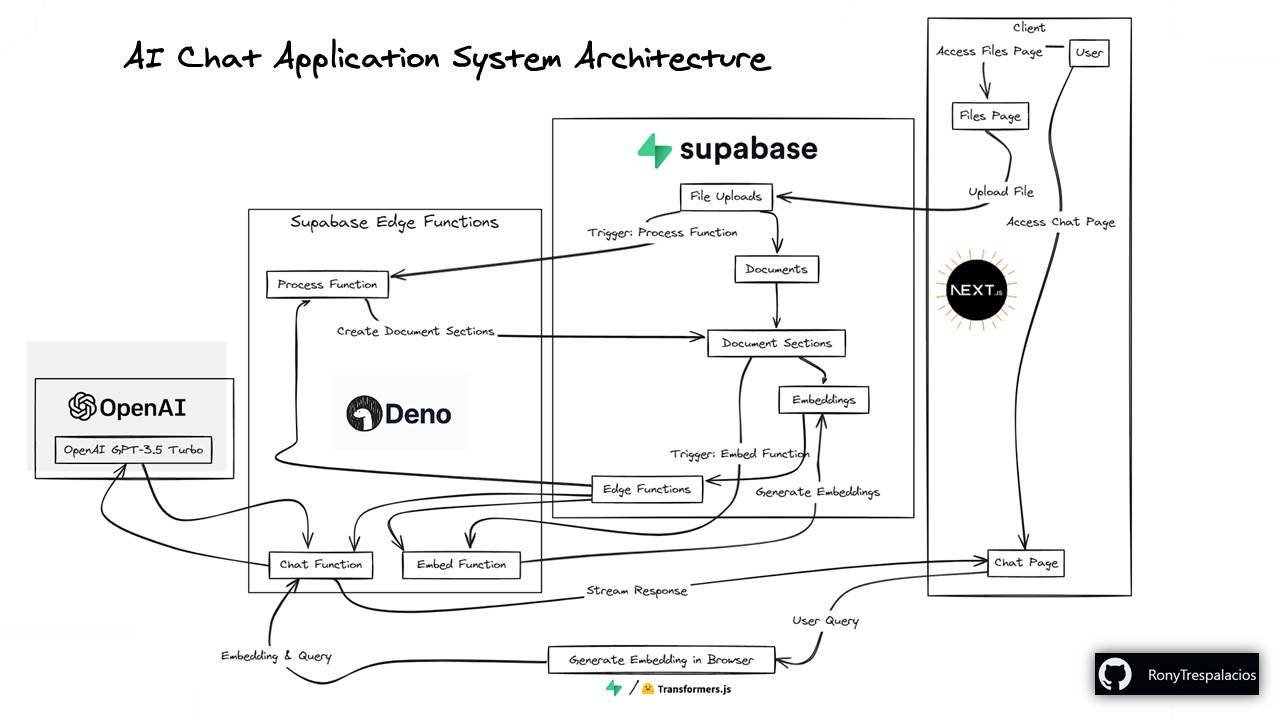 AI Chat Application System Architecture
Client
Access Files Page
User
Files Page
Upload File
Access Chat Page
NEXT.JS
Chat Page
supabase
File Uploads
Trigger: Process Function
Documents
Document Sections
Embeddings
Trigger: Embed Function
Edge Functions
Generate Embeddings
Supabase Edge Functions
Process Function
Create Document Sections
Deno
Chat Function
Embed Function
OpenAI
OpenAI GPT-3.5 Turbo
Stream Response
User Query
Embedding & Query
Generate Embedding in Browser
/ Transformers.js
RonyTrespalacios